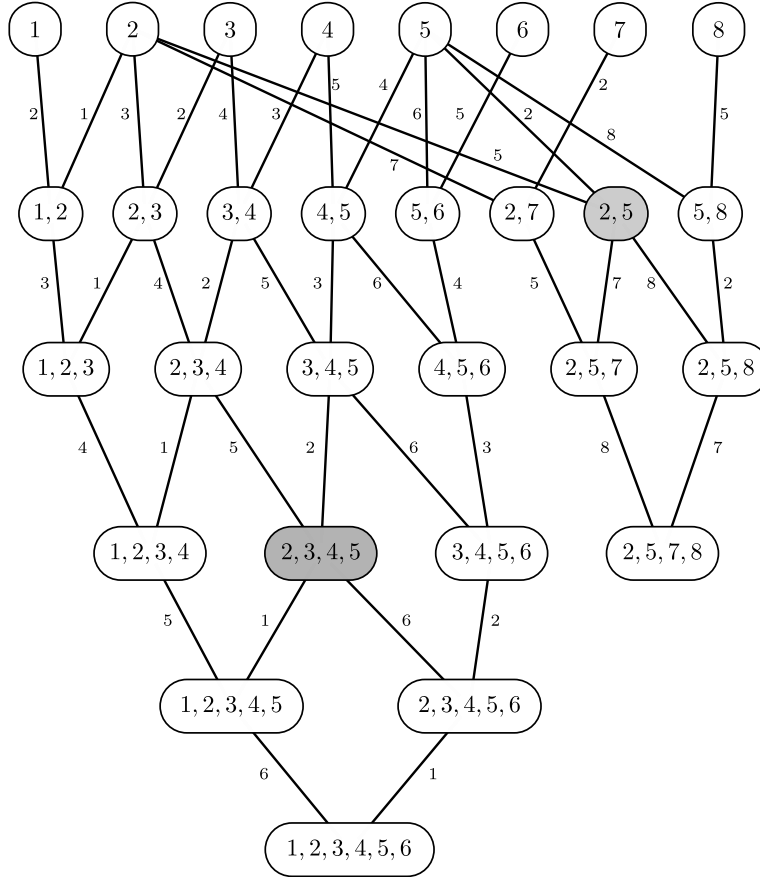 1 2 3 4 5 6 7 8
5 4 2
2 1 3 2 4 3 6 5 2 8 5
7 5
1, 2 2, 3 3, 4 4, 5 5, 6 2, 7 2, 5 5, 8
3 1 4 2 5 3 6 4 5 7 8 2
1, 2, 3 2, 3, 4 3, 4, 5 4, 5, 6 2, 5, 7 2, 5, 8
4 1 5 2 6 3 8 7
1, 2, 3, 4 2, 3, 4, 5 3, 4, 5, 6 2, 5, 7, 8
5 1 6 2
1, 2, 3, 4, 5 2, 3, 4, 5, 6
6 1
1, 2, 3, 4, 5, 6